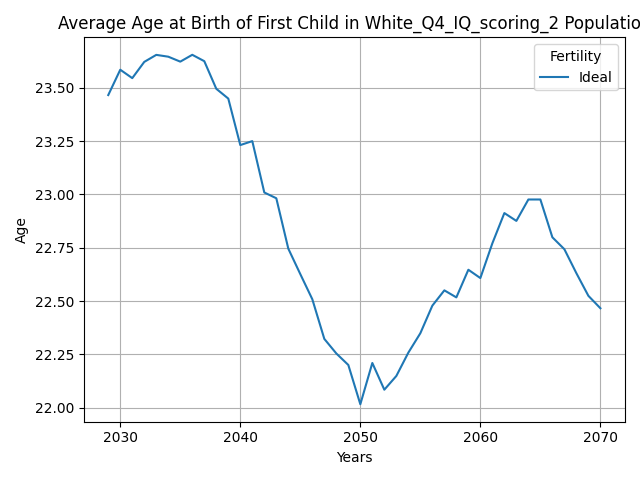 Average Age at Birth of First Child in White_Q4_IQ_scoring_2 Populatio
Fertility
Ideal
23.50
23.25
23.00
22.75
22.50
22.25
22.00
Age
2030 2040 2050 2060 2070
Years